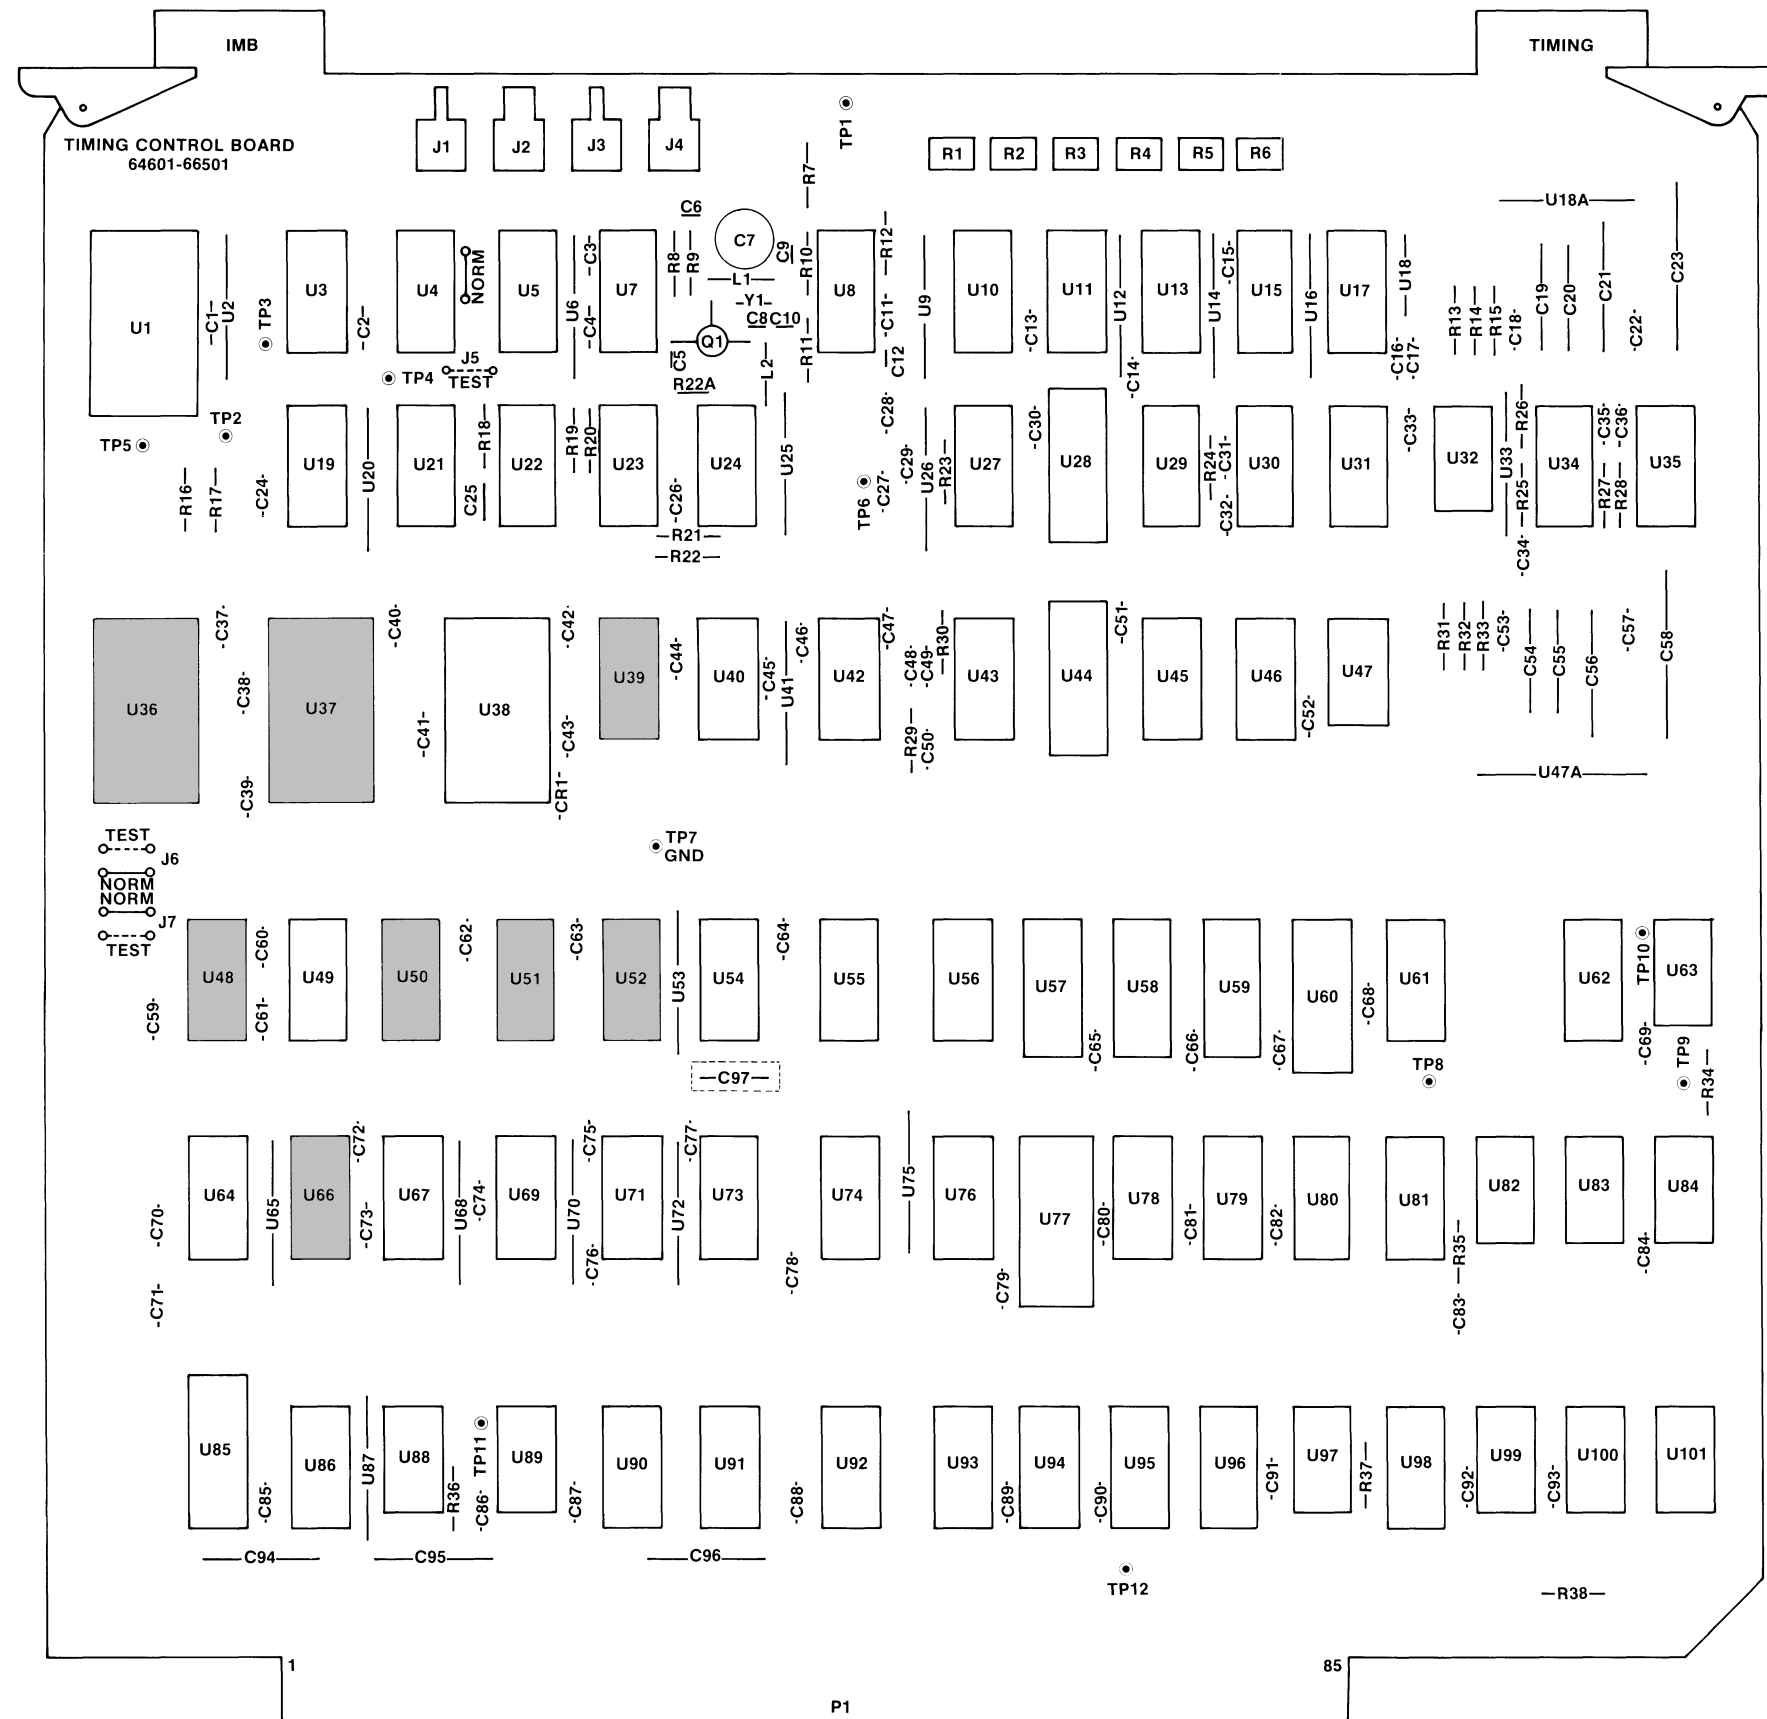 IMB
TIMING
TIMING CONTROL BOARD
64601-66501
J1
J2
J3
J4
TP1
R7
R1
R2
R3
R4
R5
R6
U18A
C6
C7
C9
R10
R12
C23
U1
C1
U2
TP3
U3
C2
U4
NORM
U5
U6
C3
C4
U7
R8
R9
L1
Y1
C8
C10
Q1
C5
R22A
L2
R11
U8
C11
C12
U9
U10
C13
U11
U12
C14
U13
U14
C15
U15
U16
U17
C16
C17
U18
R13
R14
R15
C18
C19
C20
C21
C22
TP4
J5
TEST
TP5
TP2
R16
R17
C24
U19
U20
U21
R18
C25
U22
R19
R20
U23
C26
U24
R21
R22
U25
TP6
C27
C28
C29
U26
R23
U27
C30
U28
U29
R24
C31
C32
U30
U31
C33
U32
U33
R26
R25
C34
U34
C35
C36
R27
R28
U35
U36
C37
C38
C39
U37
C40
C41
U38
C42
C43
CR1
U39
C44
U40
C45
U41
C46
U42
C47
C48
C49
R30
R29
C50
U43
U44
C51
U45
U46
C52
U47
R31
R32
R33
C53
C54
C55
C56
C57
C58
U47A
TEST
J6
NORM
NORM
J7
TEST
TP7
GND
C59
U48
C60
C61
U49
U50
C62
U51
C63
U52
U53
U54
C64
C97
U55
U56
U57
C65
U58
C66
U59
C67
U60
C68
U61
TP8
U62
TP10
C69
U63
TP9
R34
C70
C71
U64
U65
U66
C72
C73
U67
U68
C74
U69
U70
C75
C76
U71
U72
C77
U73
C78
U74
U75
U76
C79
U77
C80
U78
C81
U79
C82
U80
U81
R35
C83
U82
U83
C84
U84
U85
C85
U86
U87
U88
R36
TP11
C86
U89
C87
U90
U91
C88
U92
U93
C89
U94
C90
U95
U96
C91
U97
R37
U98
C92
U99
C93
U100
U101
C94
C95
C96
TP12
R38
1
85
P1